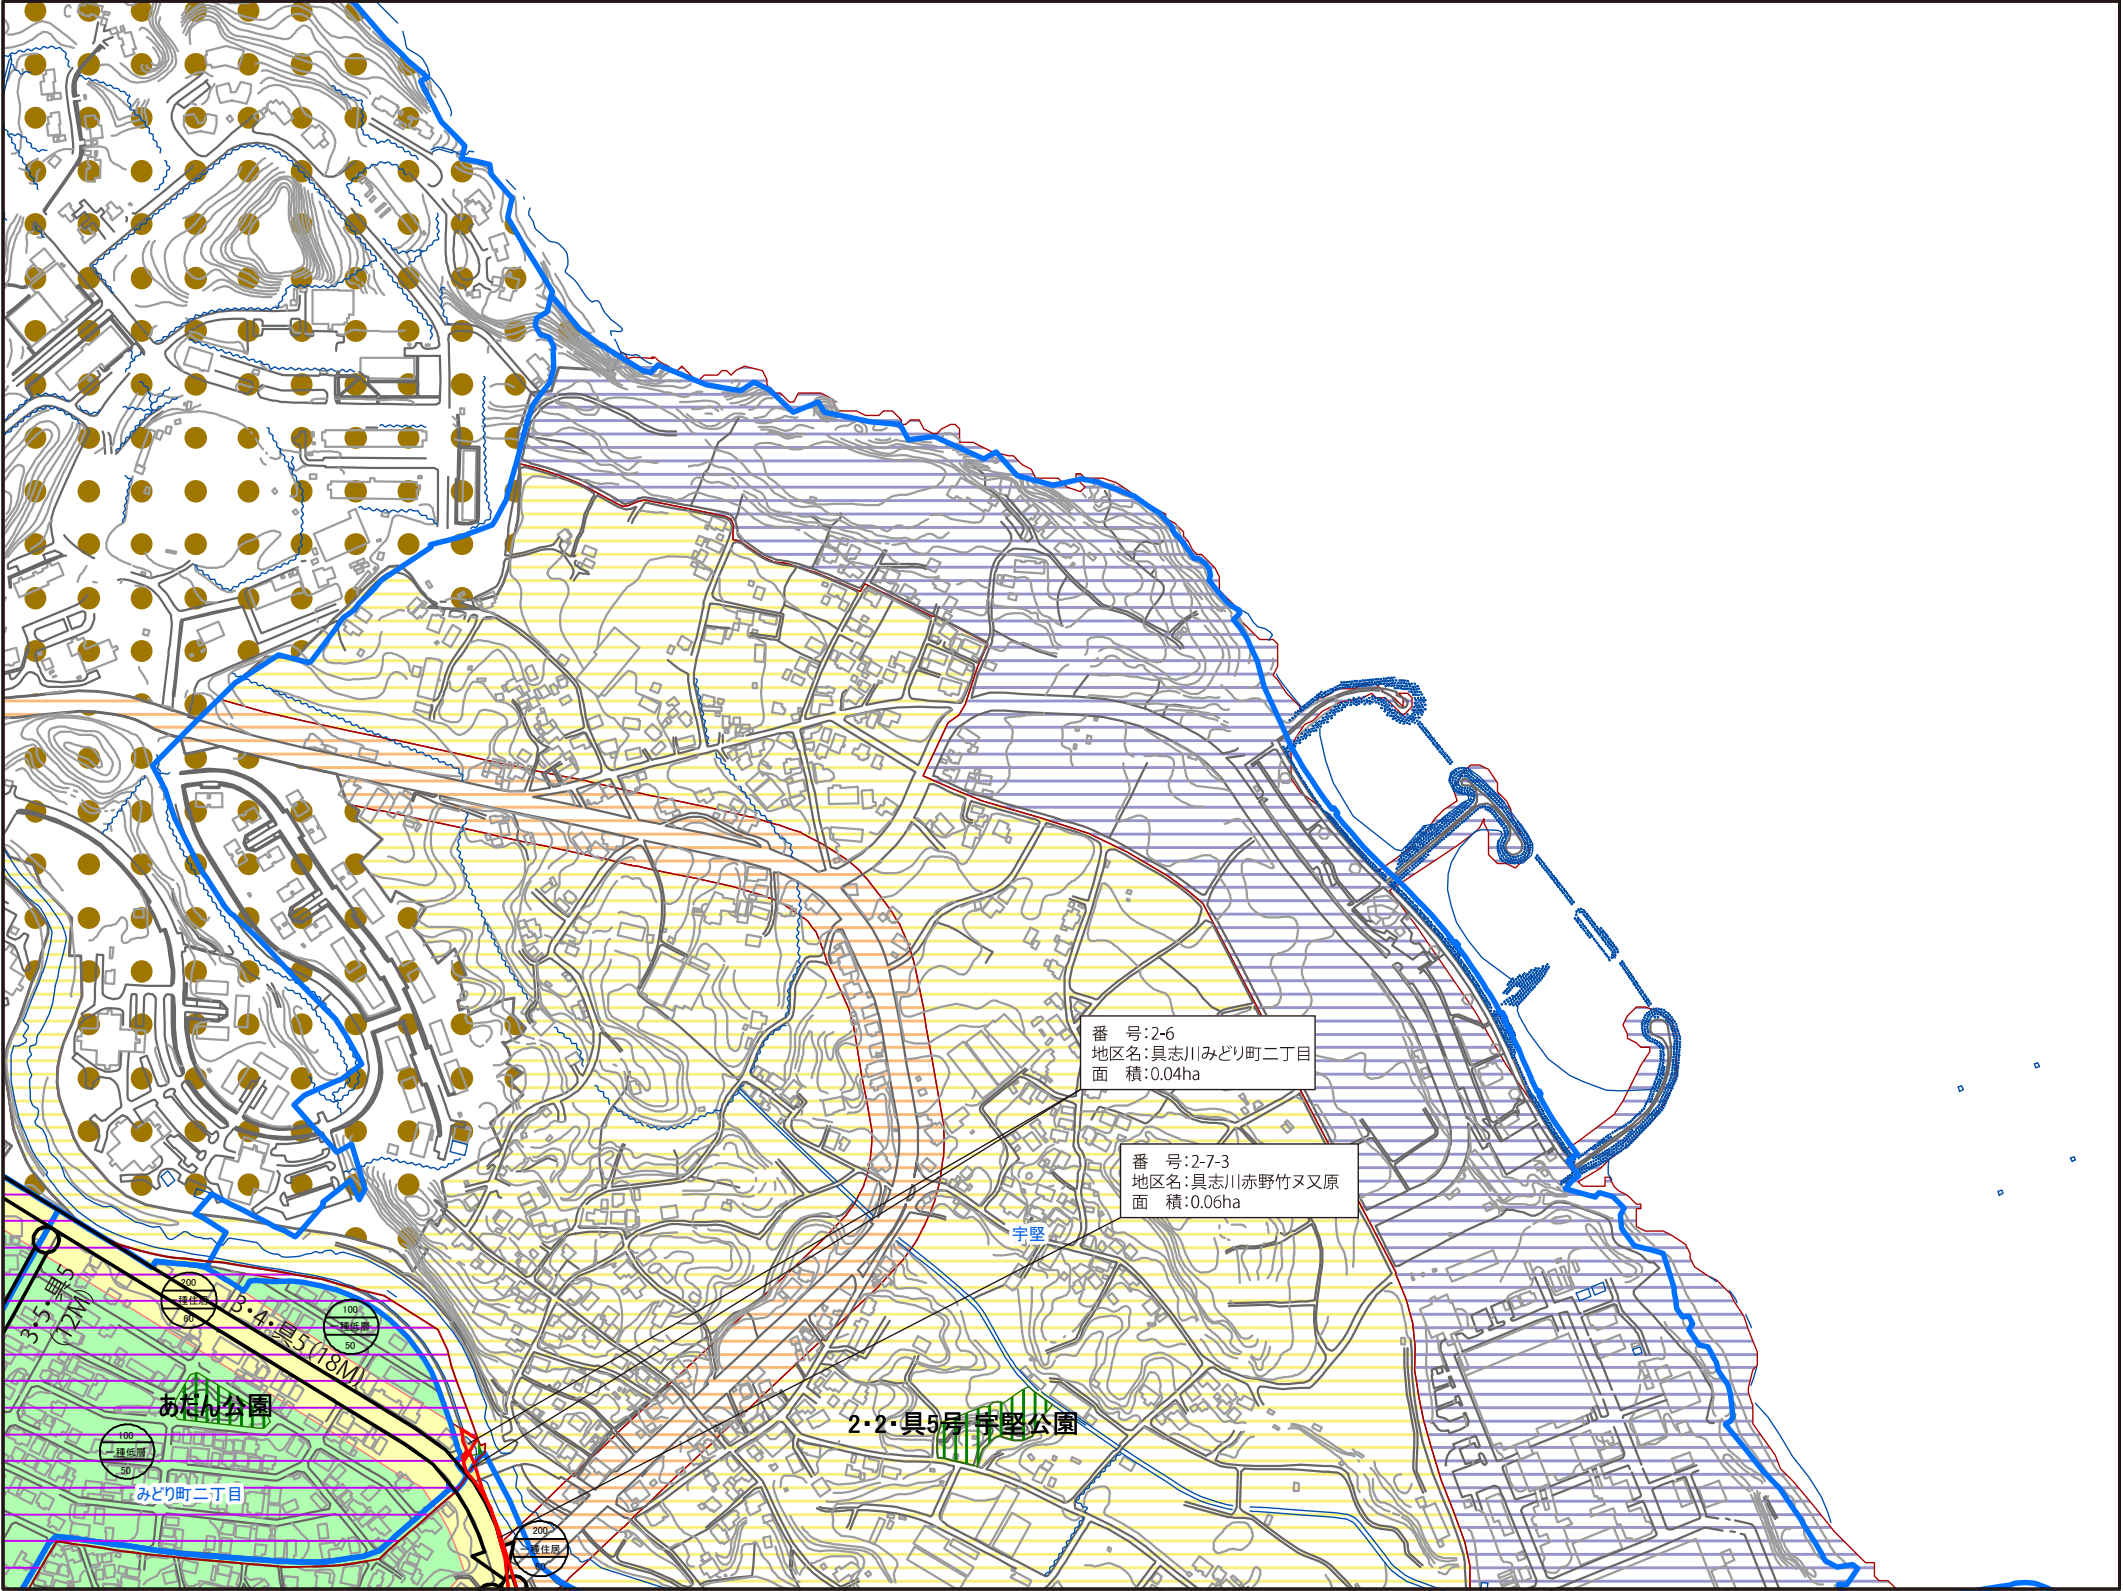 番　号：2-6
地区名：具志川みどり町二丁目
面　積：0.04ha
番　号：2-7-3
地区名：具志川赤野竹ヌ又原
面　積：0.06ha
宇堅
3・5・具5
(12M)
200
一種住居
60
3・4・具5(18M)
100
一種低層
50
あだん公園
2・2・具5号 宇堅公園
100
一種低層
50
みどり町二丁目
200
一種住居
60